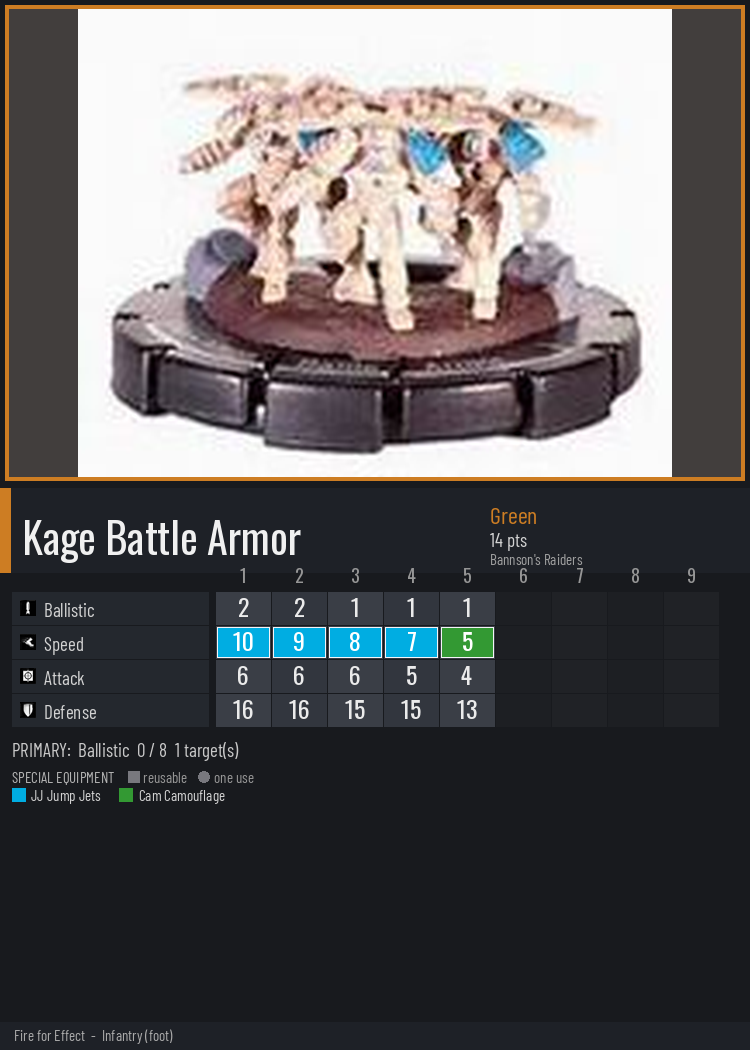 Kage Battle Armor
Green
14 pts
Bannson's Raiders
1 2 3 4 5 6 7 8 9
Ballistic 2 2 1 1 1
Speed 10 9 8 7 5
Attack 6 6 6 5 4
Defense 16 16 15 15 13
PRIMARY: Ballistic 0 / 8 1 target(s)
SPECIAL EQUIPMENT reusable one use
JJ Jump Jets Cam Camouflage
Fire for Effect - Infantry (foot)